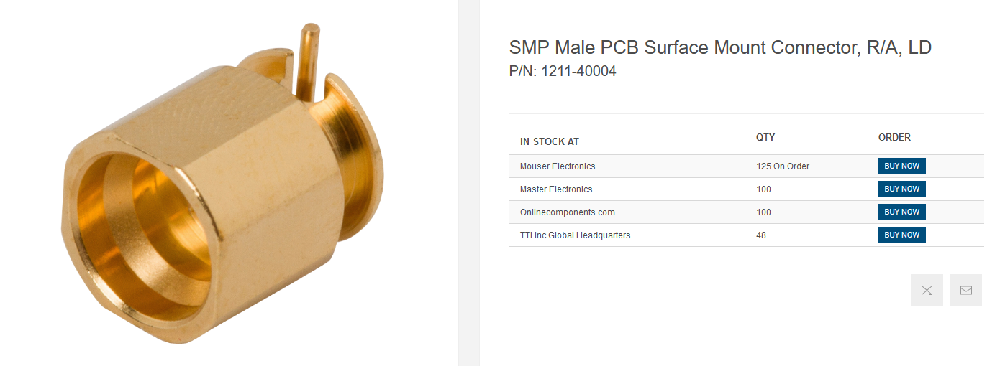 SMP Male PCB Surface Mount Connector, R/A, LD
P/N: 1211-40004
IN STOCK AT QTY ORDER
Mouser Electronics 125 On Order BUY NOW
Master Electronics 100 BUY NOW
Onlinecomponents.com 100 BUY NOW
TTI Inc Global Headquarters 48 BUY NOW